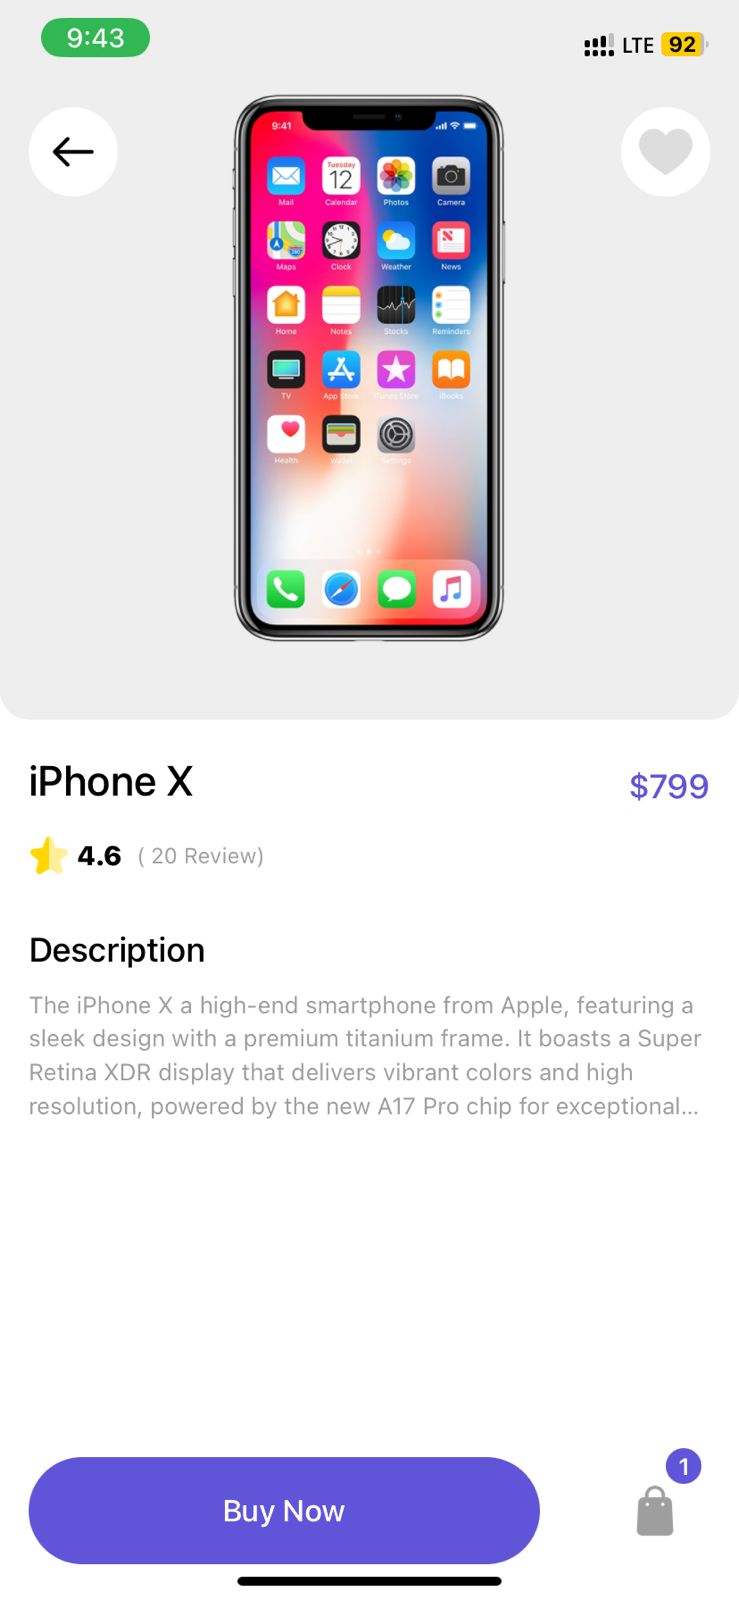 9:43
LTE 92
9:41
Tuesday
12
Mail Calendar Photos Camera
Maps Clock Weather News
Home Notes Stocks Reminders
TV App Store iTunes Store iBooks
Health Wallet Settings
iPhone X
$799
4.6 ( 20 Review)
Description
The iPhone X a high-end smartphone from Apple, featuring a
sleek design with a premium titanium frame. It boasts a Super
Retina XDR display that delivers vibrant colors and high
resolution, powered by the new A17 Pro chip for exceptional...
1
Buy Now